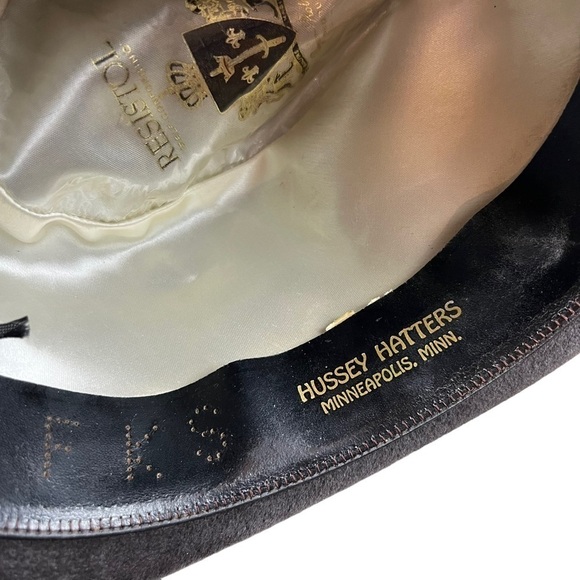 RESISTOL
HUSSEY HATTERS
MINNEAPOLIS, MINN.
F K S